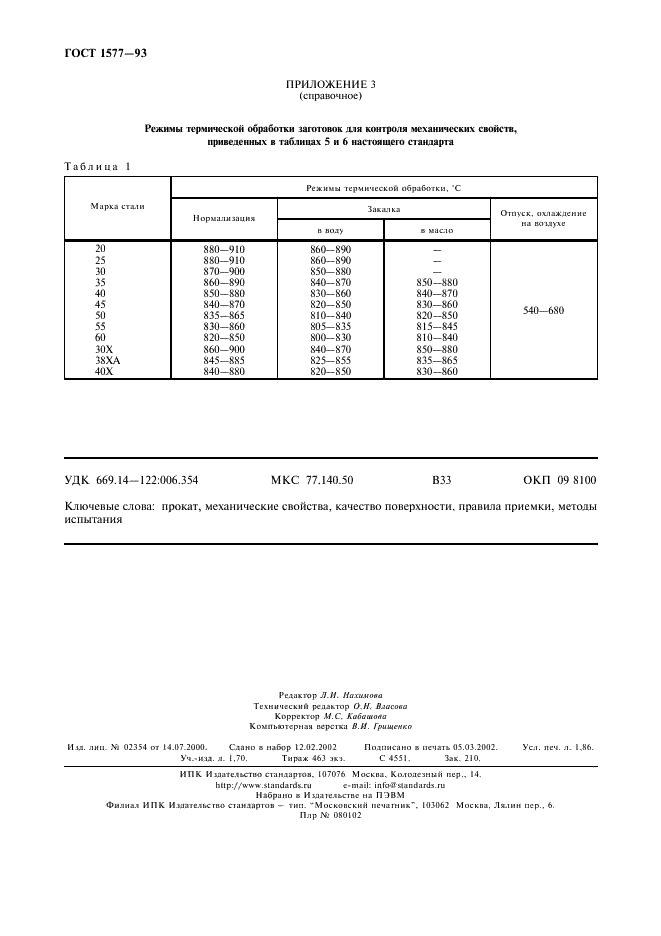 ГОСТ 1577—93
ПРИЛОЖЕНИЕ 3
(справочное)
Режимы термической обработки заготовок для контроля механических свойств,
приведенных в таблицах 5 и 6 настоящего стандарта
Таблица 1
Марка стали
Режимы термической обработки, °С
Нормализация
Закалка
Отпуск, охлаждение
на воздухе
в воду
в масло
20 880—910 860—890 —
25 880—910 860—890 —
30 870—900 850—880 —
35 860—890 840—870 850—880
40 850—880 830—860 840—870
45 840—870 820—850 830—860
50 835—865 810—840 820—850
55 830—860 805—835 815—845
60 820—850 800—830 810—840
30Х 860—900 840—870 850—880
38ХА 845—885 825—855 835—865
40Х 840—880 820—850 830—860
540—680
УДК 669.14—122:006.354 МКС 77.140.50 В33 ОКП 09 8100
Ключевые слова: прокат, механические свойства, качество поверхности, правила приемки, методы
испытания
Редактор Л.И. Нахимова
Технический редактор О.Н. Власова
Корректор М.С. Кабашова
Компьютерная верстка В.И. Грищенко
Изд. лиц. № 02354 от 14.07.2000. Сдано в набор 12.02.2002 Подписано в печать 05.03.2002. Усл. печ. л. 1,86.
Уч.-изд. л. 1,70. Тираж 463 экз. С 4551. Зак. 210.
ИПК Издательство стандартов, 107076 Москва, Колодезный пер., 14.
http://www.standards.ru e-mail: info@standards.ru
Набрано в Издательстве на ПЭВМ
Филиал ИПК Издательство стандартов — тип. “Московский печатник”, 103062 Москва, Лялин пер., 6.
Плр № 080102